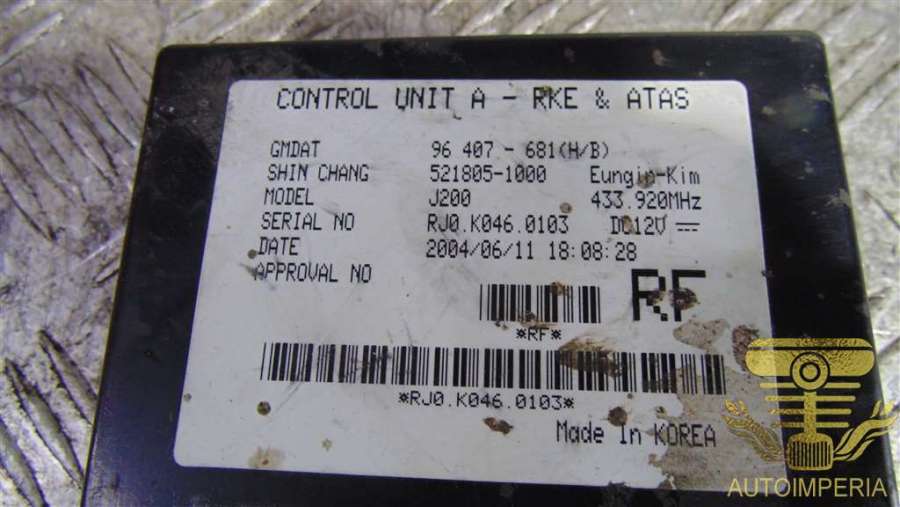 CONTROL UNIT A - RKE & ATAS
GMDAT 96 407 - 681(H/B)
SHIN CHANG 521805-1000 Eungin-Kim
MODEL J200 433.920MHz
SERIAL NO RJ0.K046.0103 DC12V
DATE 2004/06/11 18:08:28
APPROVAL NO
RF
*RF*
*RJ0.K046.0103*
Made In KOREA
AUTOIMPERIA